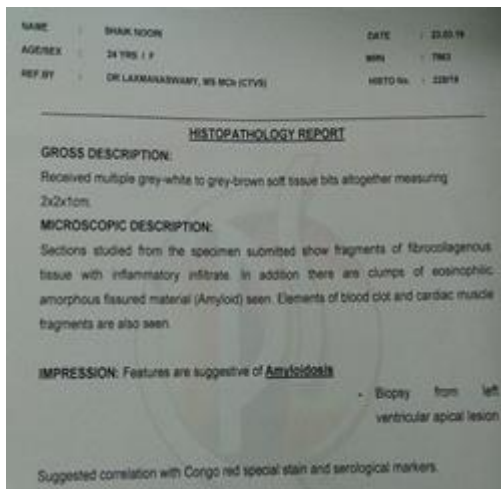 NAME : SHAIK NOORI DATE : 23.03.19
AGE/SEX : 24 YRS / F MRN : 7963
REF.BY : DR LAXMANASWAMY, MS MCh (CTVS) HISTO No. : 228/19
HISTOPATHOLOGY REPORT
GROSS DESCRIPTION:
Received multiple grey-white to grey-brown soft tissue bits altogether measuring
2x2x1cm.
MICROSCOPIC DESCRIPTION:
Sections studied from the specimen submitted show fragments of fibrocollagenous
tissue with inflammatory infiltrate. In addition there are clumps of eosinophilic
amorphous fissured material (Amyloid) seen. Elements of blood clot and cardiac muscle
fragments are also seen.
IMPRESSION: Features are suggestive of Amyloidosis
- Biopsy from left
ventricular apical lesion
Suggested correlation with Congo red special stain and serological markers.